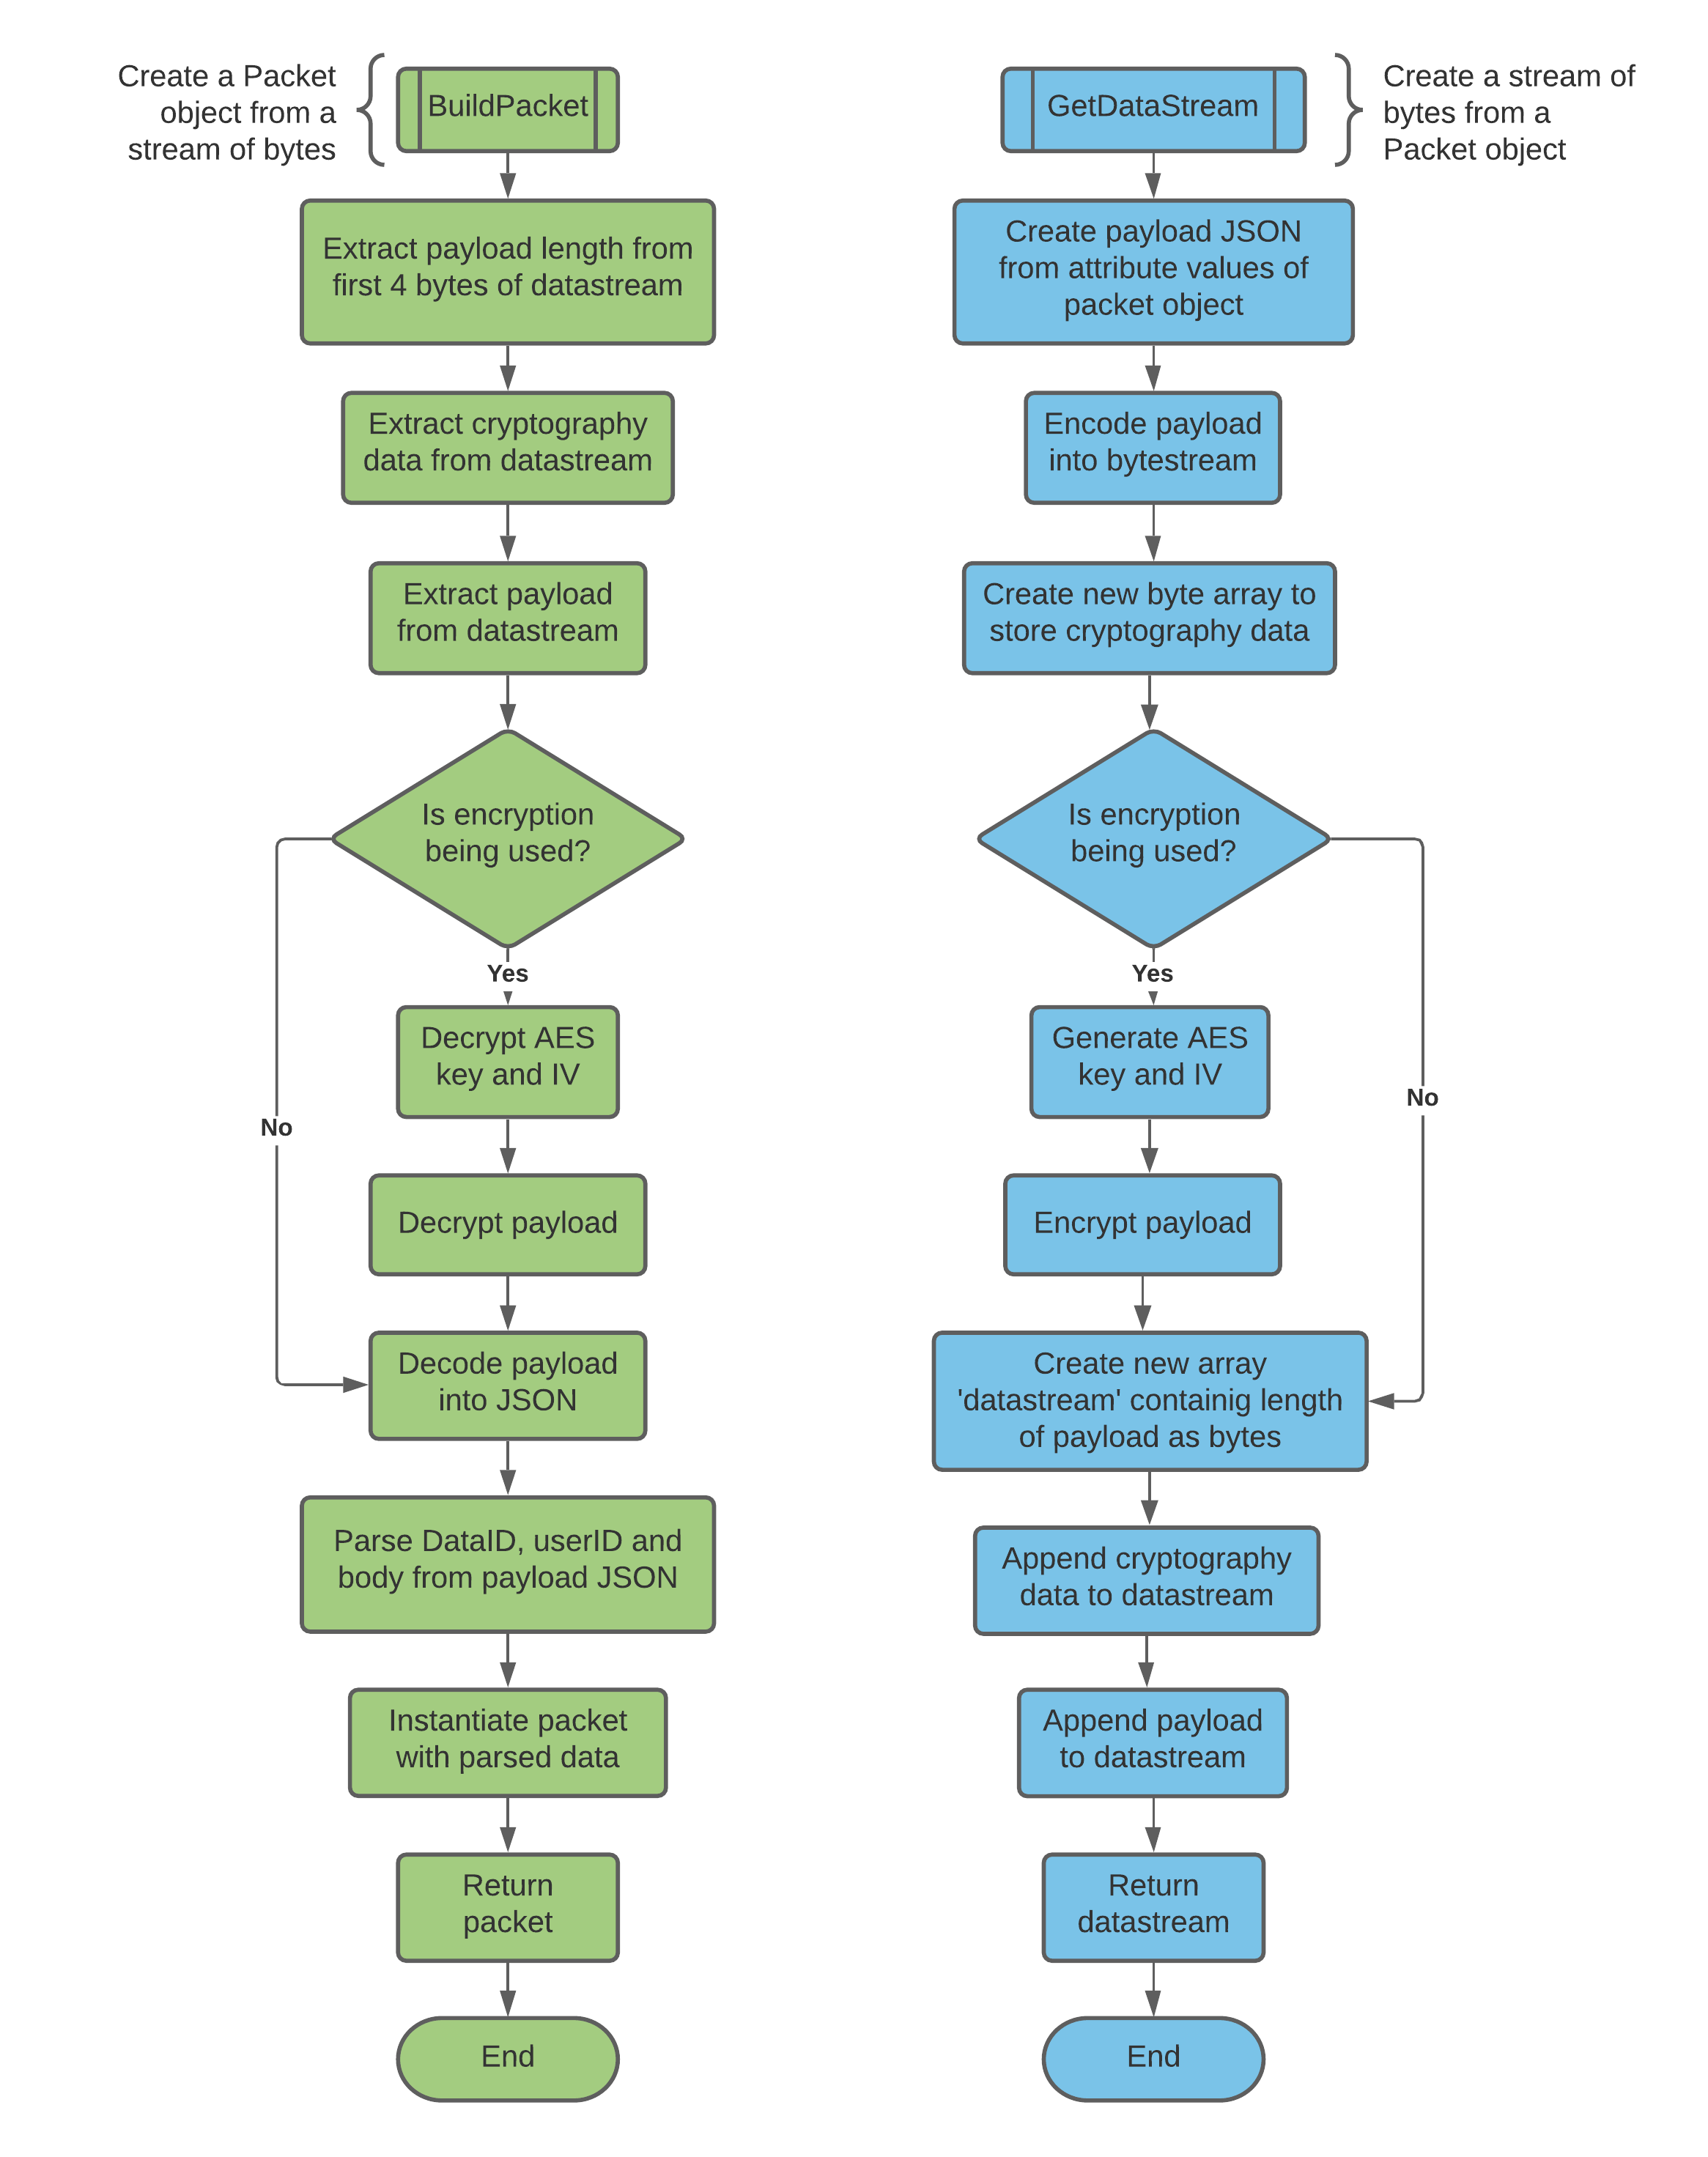 Create a Packet
object from a
stream of bytes
BuildPacket
Extract payload length from
first 4 bytes of datastream
Extract cryptography
data from datastream
Extract payload
from datastream
Is encryption
being used?
Yes
No
Decrypt AES
key and IV
Decrypt payload
Decode payload
into JSON
Parse DataID, userID and
body from payload JSON
Instantiate packet
with parsed data
Return
packet
End
GetDataStream
Create a stream of
bytes from a
Packet object
Create payload JSON
from attribute values of
packet object
Encode payload
into bytestream
Create new byte array to
store cryptography data
Is encryption
being used?
Yes
No
Generate AES
key and IV
Encrypt payload
Create new array
'datastream' containig length
of payload as bytes
Append cryptography
data to datastream
Append payload
to datastream
Return
datastream
End